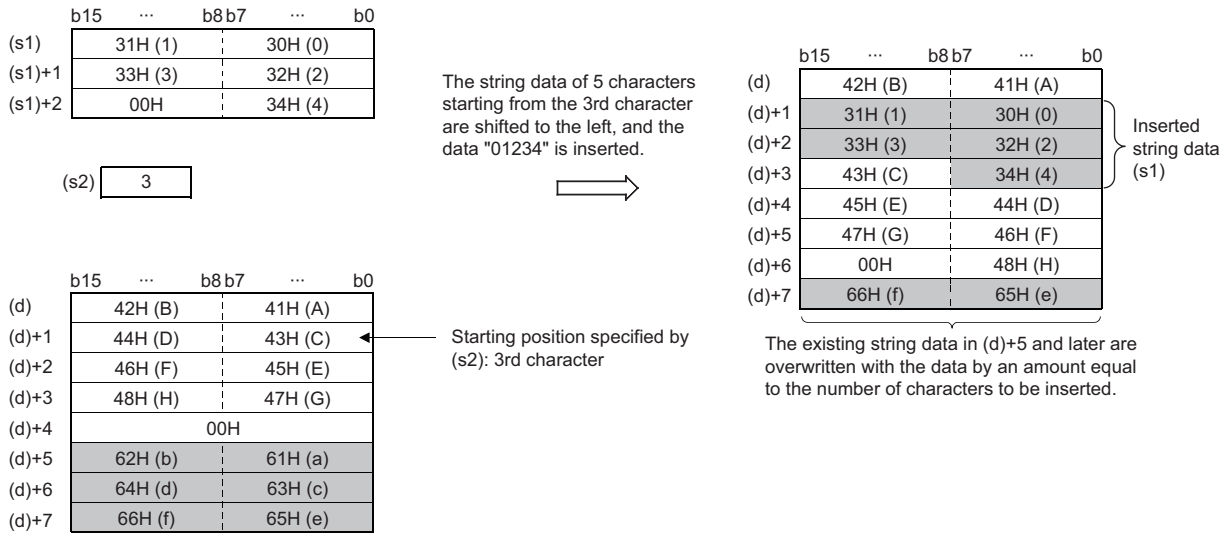 b15 ... b8 b7 ... b0
(s1) 31H (1) 30H (0)
(s1)+1 33H (3) 32H (2)
(s1)+2 00H 34H (4)
(s2) 3
b15 ... b8 b7 ... b0
(d) 42H (B) 41H (A)
(d)+1 44H (D) 43H (C)
(d)+2 46H (F) 45H (E)
(d)+3 48H (H) 47H (G)
(d)+4 00H
(d)+5 62H (b) 61H (a)
(d)+6 64H (d) 63H (c)
(d)+7 66H (f) 65H (e)
Starting position specified by
(s2): 3rd character
The string data of 5 characters
starting from the 3rd character
are shifted to the left, and the
data "01234" is inserted.
b15 ... b8 b7 ... b0
(d) 42H (B) 41H (A)
(d)+1 31H (1) 30H (0)
(d)+2 33H (3) 32H (2)
(d)+3 43H (C) 34H (4)
(d)+4 45H (E) 44H (D)
(d)+5 47H (G) 46H (F)
(d)+6 00H 48H (H)
(d)+7 66H (f) 65H (e)
Inserted
string data
(s1)
The existing string data in (d)+5 and later are
overwritten with the data by an amount equal
to the number of characters to be inserted.